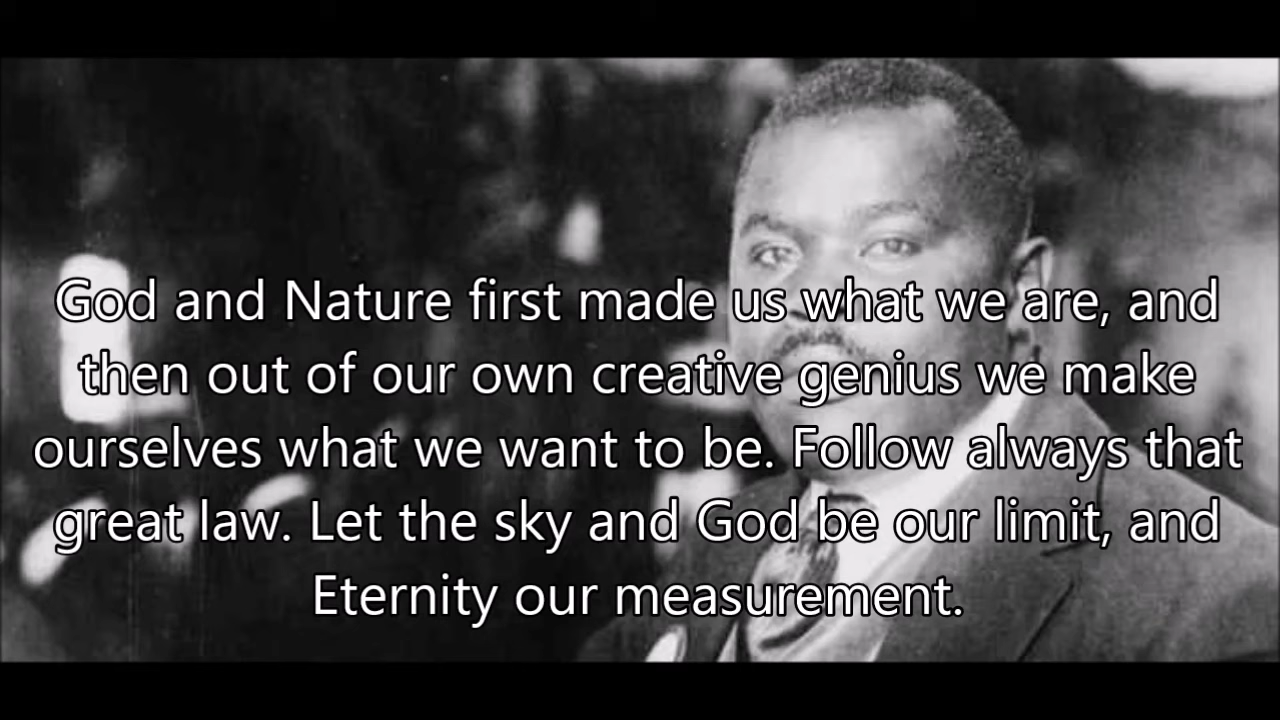 God and Nature first made us what we are, and
then out of our own creative genius we make
ourselves what we want to be. Follow always that
great law. Let the sky and God be our limit, and
Eternity our measurement.